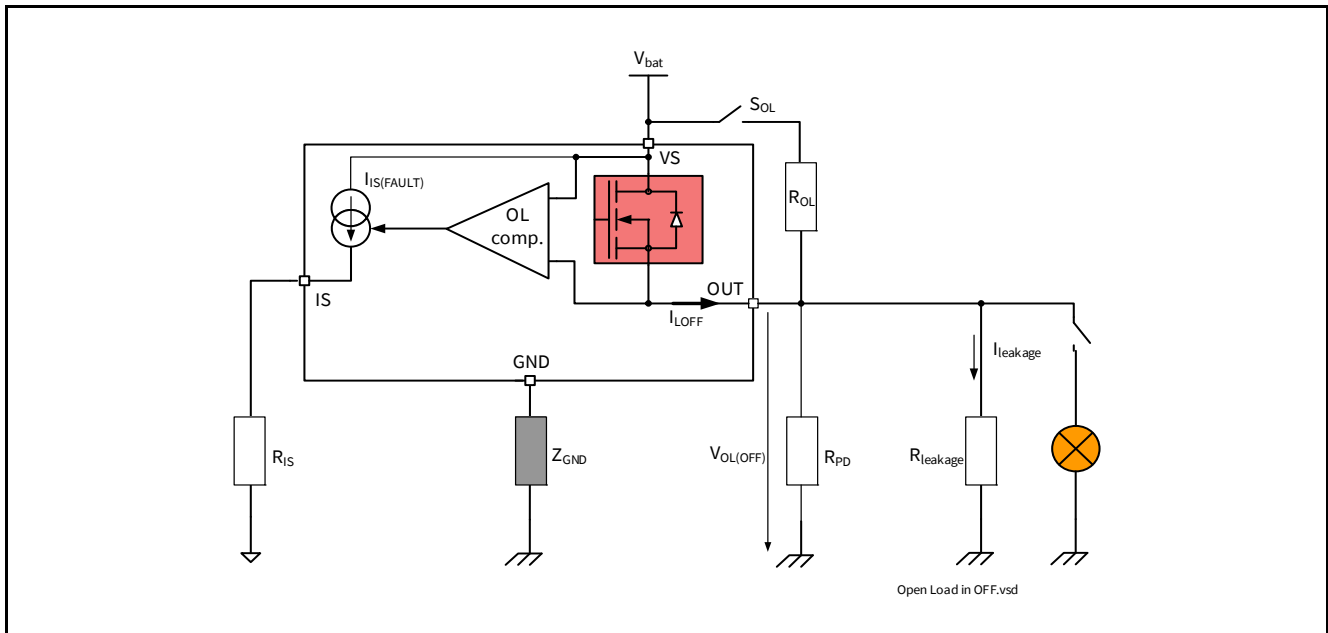 Vbat
SOL
VS
IIS(FAULT)
ROL
OL
comp.
OUT
IS
ILOFF
GND
Ileakage
RIS
ZGND
VOL(OFF)
RPD
Rleakage
Open Load in OFF.vsd